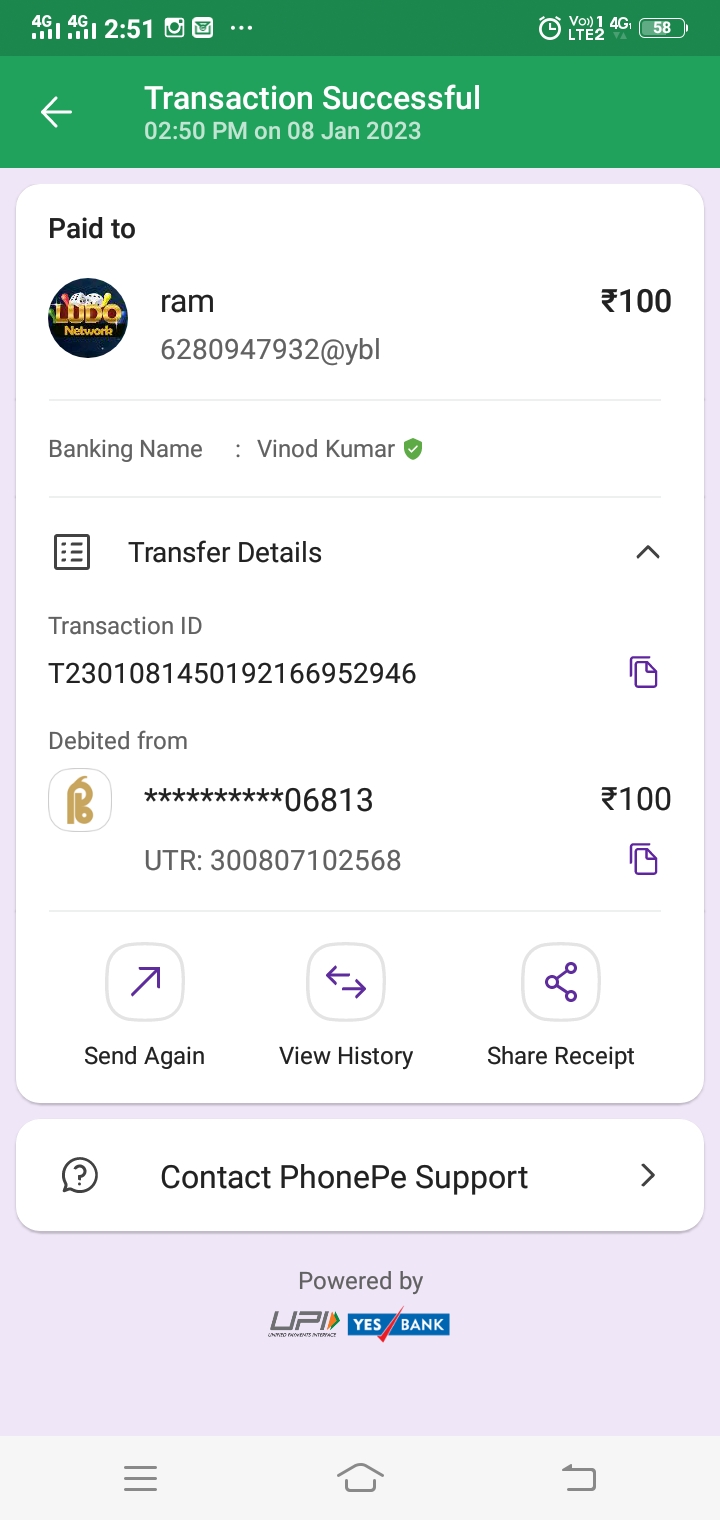 4G 4G 2:51 ... Vo)) 1 4G
LTE2 58
Transaction Successful
02:50 PM on 08 Jan 2023
Paid to
LUDO
Network
ram ₹100
6280947932@ybl
Banking Name : Vinod Kumar
Transfer Details
Transaction ID
T2301081450192166952946
Debited from
**********06813 ₹100
UTR: 300807102568
Send Again View History Share Receipt
Contact PhonePe Support
Powered by
UPI YES BANK
UNIFIED PAYMENTS INTERFACE